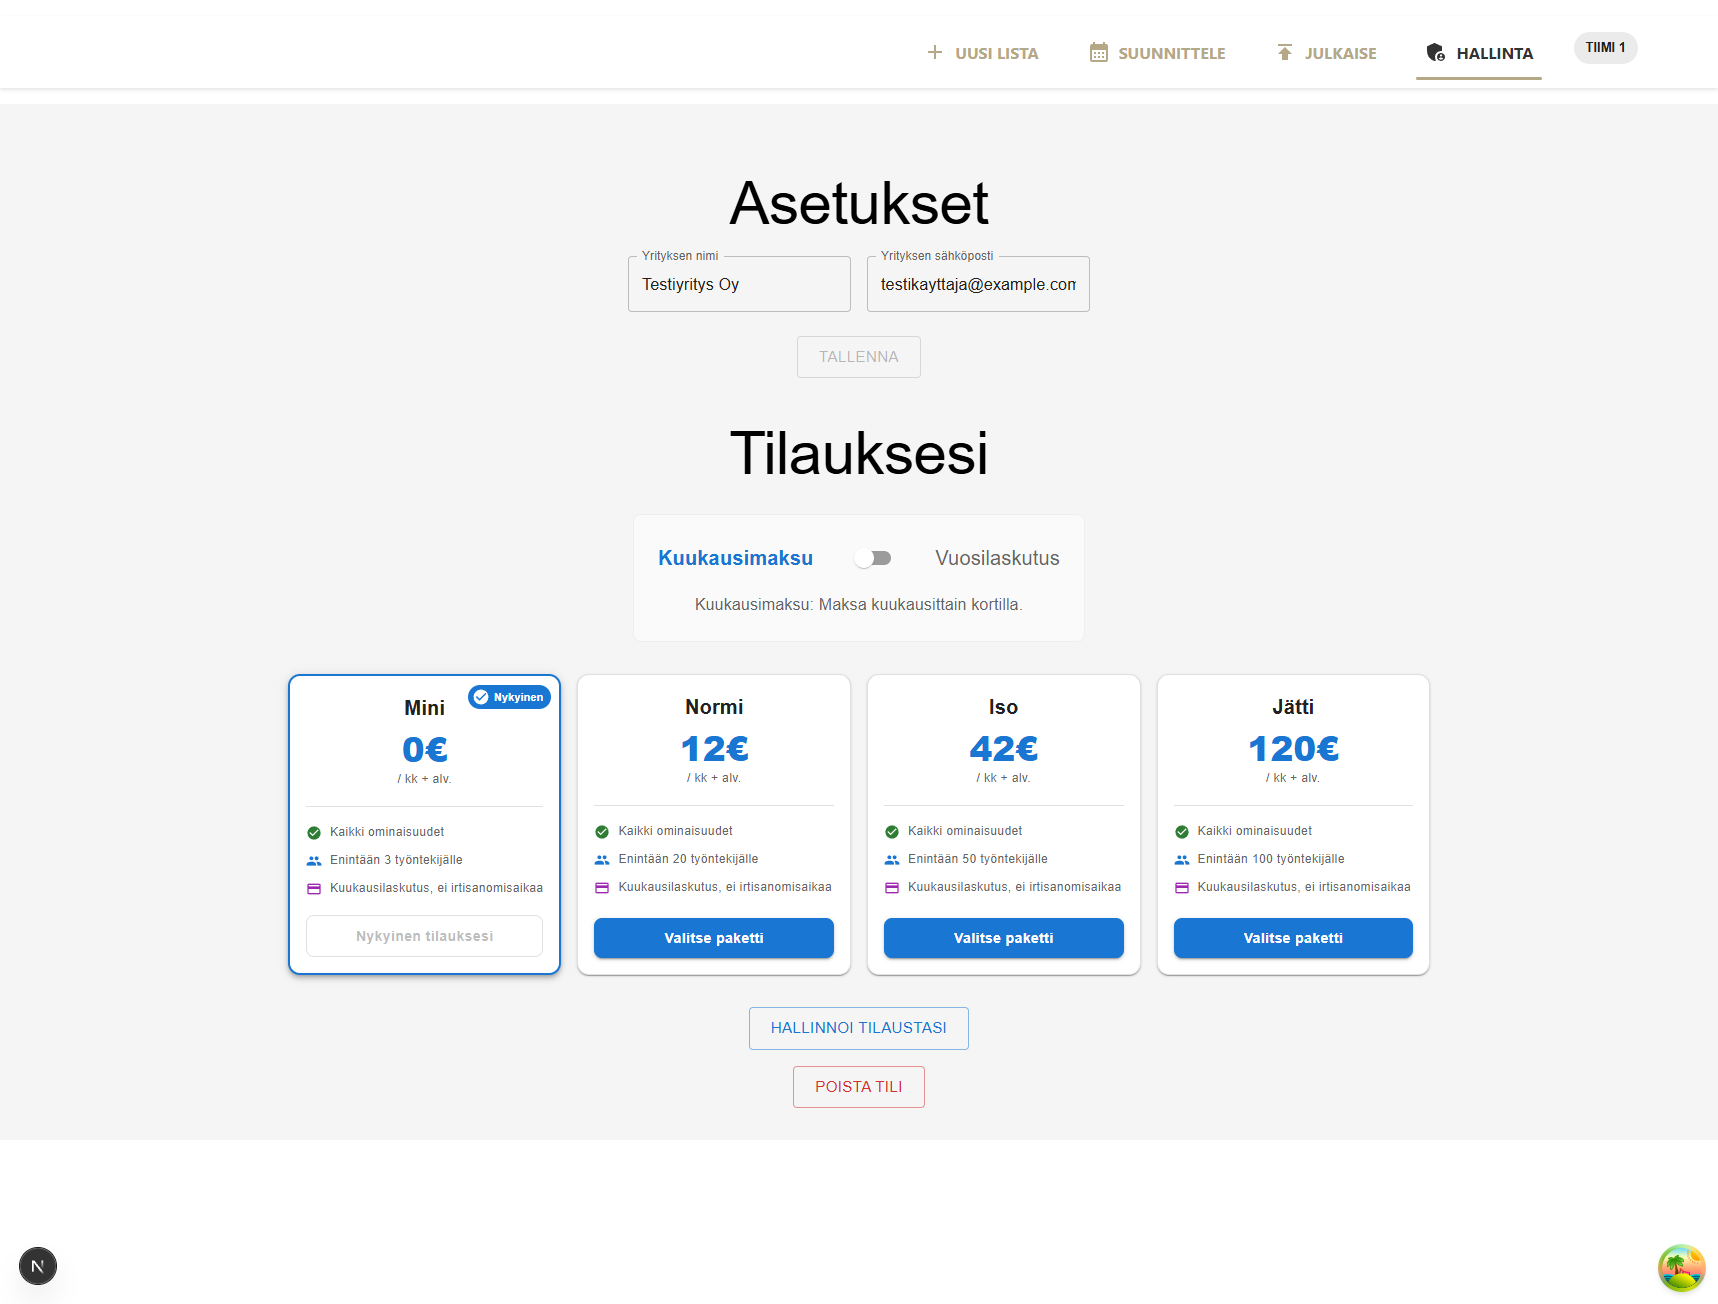 UUSI LISTA
SUUNNITTELE
JULKAISE
HALLINTA
TIIMI 1
Asetukset
Yrityksen nimi
Yrityksen sähköposti
Testiyritys Oy
testikayttaja@example.com
TALLENNA
Tilauksesi
Kuukausimaksu
Vuosilaskutus
Kuukausimaksu: Maksa kuukausittain kortilla.
Mini
Nykyinen
0€
/ kk + alv.
Kaikki ominaisuudet
Enintään 3 työntekijälle
Kuukausilaskutus, ei irtisanomisaikaa
Nykyinen tilauksesi
Normi
12€
/ kk + alv.
Kaikki ominaisuudet
Enintään 20 työntekijälle
Kuukausilaskutus, ei irtisanomisaikaa
Valitse paketti
Iso
42€
/ kk + alv.
Kaikki ominaisuudet
Enintään 50 työntekijälle
Kuukausilaskutus, ei irtisanomisaikaa
Valitse paketti
Jätti
120€
/ kk + alv.
Kaikki ominaisuudet
Enintään 100 työntekijälle
Kuukausilaskutus, ei irtisanomisaikaa
Valitse paketti
HALLINNOI TILAUSTASI
POISTA TILI
N